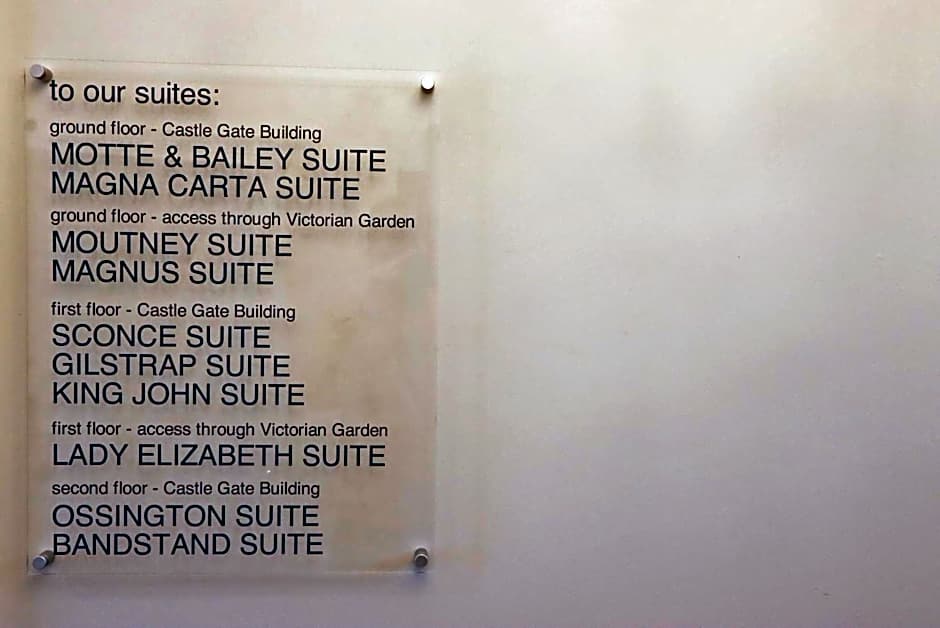 to our suites:
ground floor - Castle Gate Building
MOTTE & BAILEY SUITE
MAGNA CARTA SUITE
ground floor - access through Victorian Garden
MOUTNEY SUITE
MAGNUS SUITE
first floor - Castle Gate Building
SCONCE SUITE
GILSTRAP SUITE
KING JOHN SUITE
first floor - access through Victorian Garden
LADY ELIZABETH SUITE
second floor - Castle Gate Building
OSSINGTON SUITE
BANDSTAND SUITE